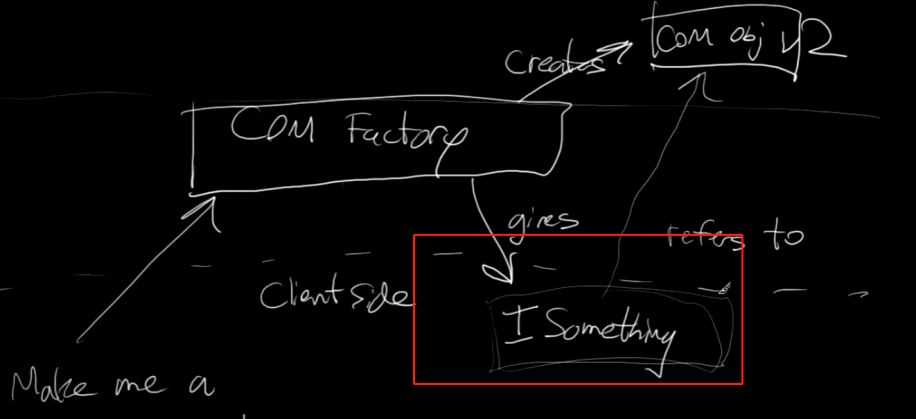 COM obj v2
Creates
COM Factory
gives
refers to
Client side
I Something
Make me a